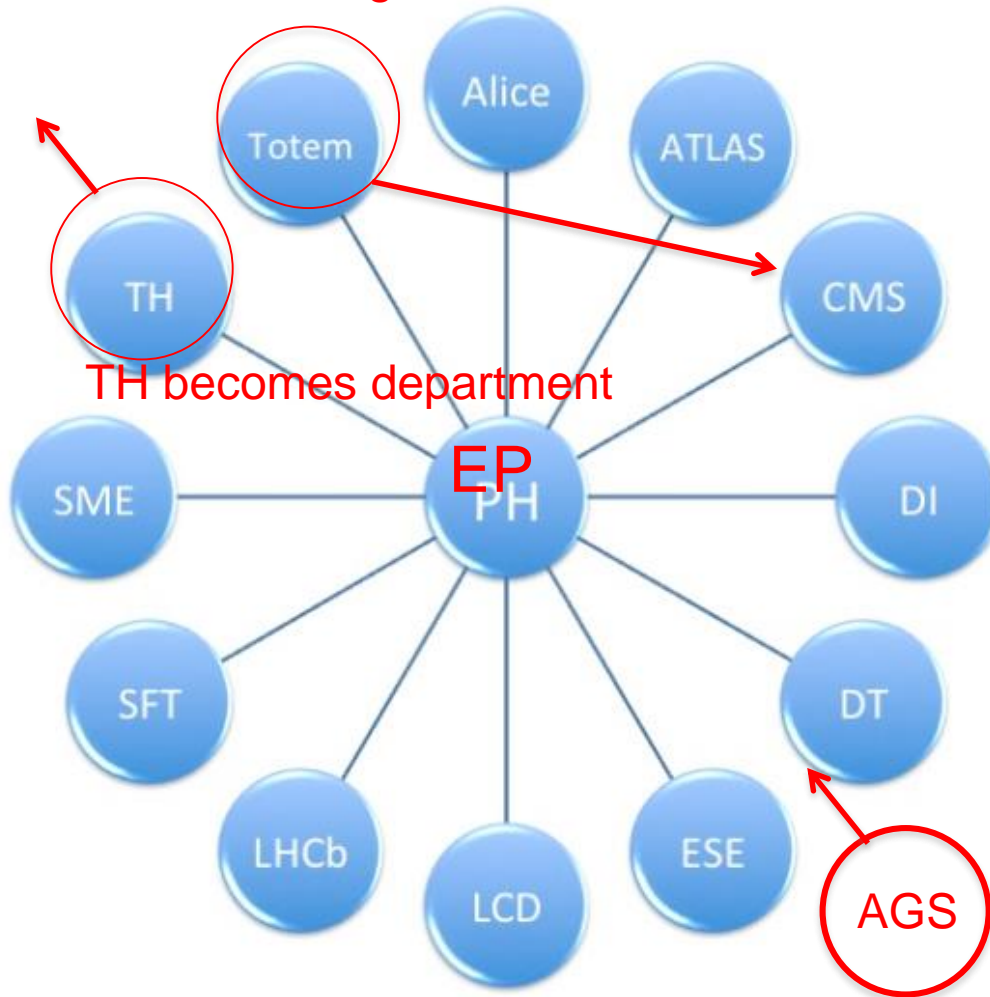 Alice
Totem
ATLAS
TH
CMS
TH becomes department
EP
PH
SME
DI
SFT
DT
LHCb
ESE
LCD
AGS